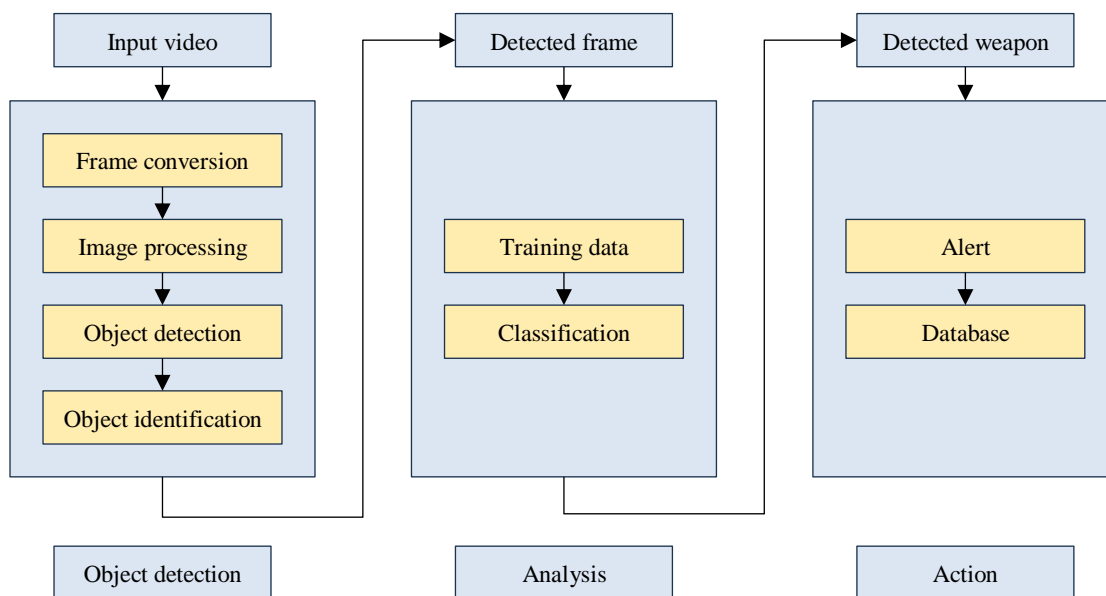 Input video
Frame conversion
Image processing
Object detection
Object identification
Object detection
Detected frame
Training data
Classification
Analysis
Detected weapon
Alert
Database
Action